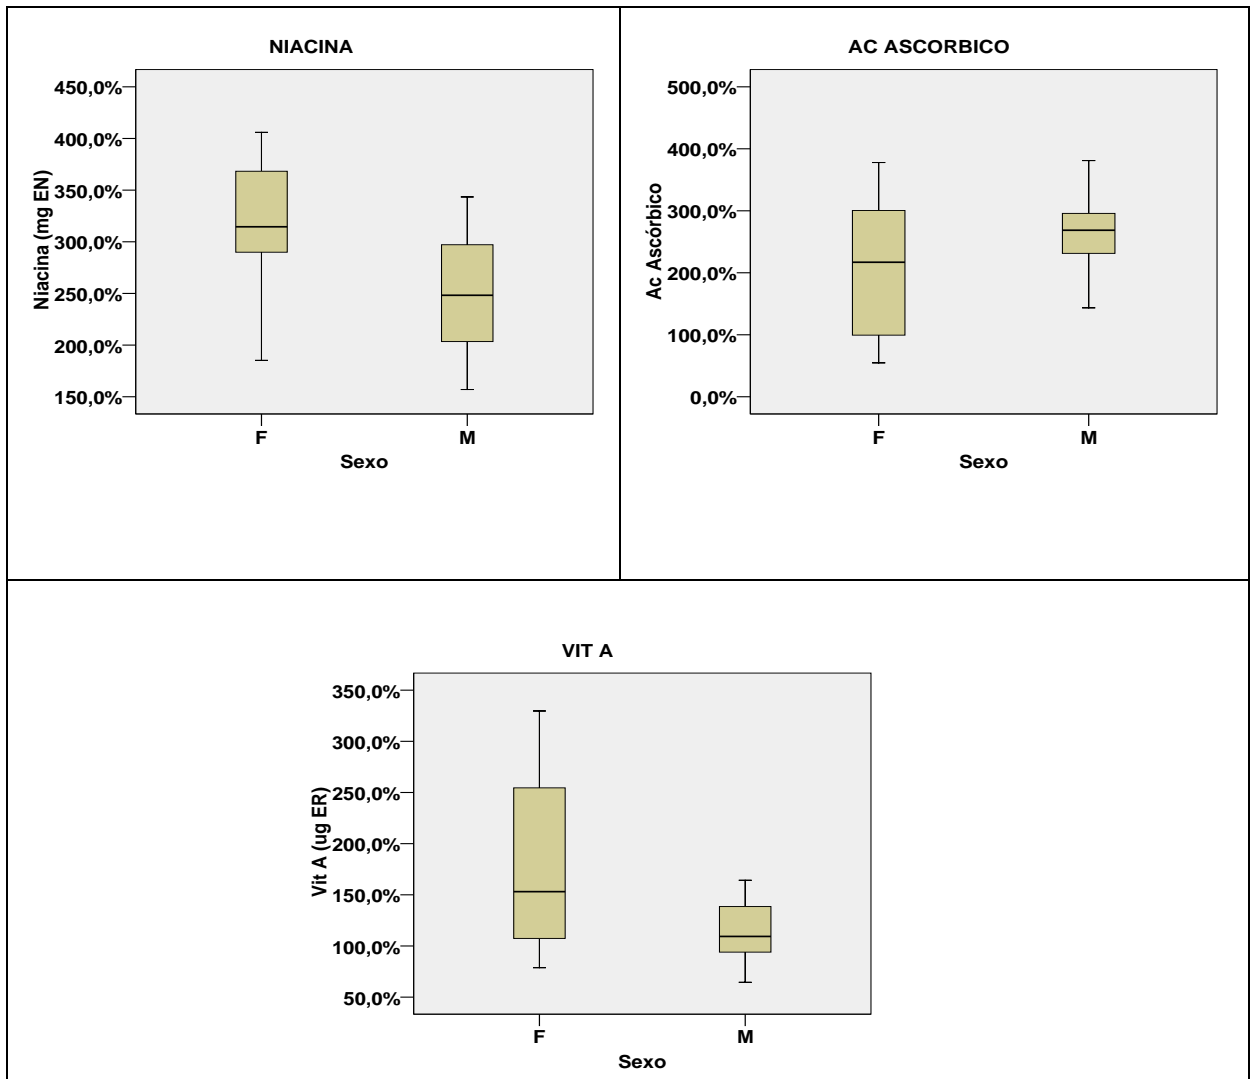 NIACINA
450,0%
400,0%
350,0%
300,0%
250,0%
200,0%
150,0%
Niacina (mg EN)
F
M
Sexo
AC ASCORBICO
500,0%
400,0%
300,0%
200,0%
100,0%
0,0%
Ac Ascórbico
F
M
Sexo
VIT A
350,0%
300,0%
250,0%
200,0%
150,0%
100,0%
50,0%
Vit A (ug ER)
F
M
Sexo